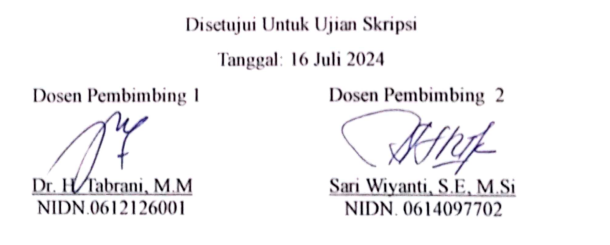 Disetujui Untuk Ujian Skripsi
Tanggal: 16 Juli 2024
Dosen Pembimbing 1
Dosen Pembimbing 2
Dr. H. Tabrani, M.M
Sari Wiyanti, S.E, M.Si
NIDN.0612126001
NIDN. 0614097702